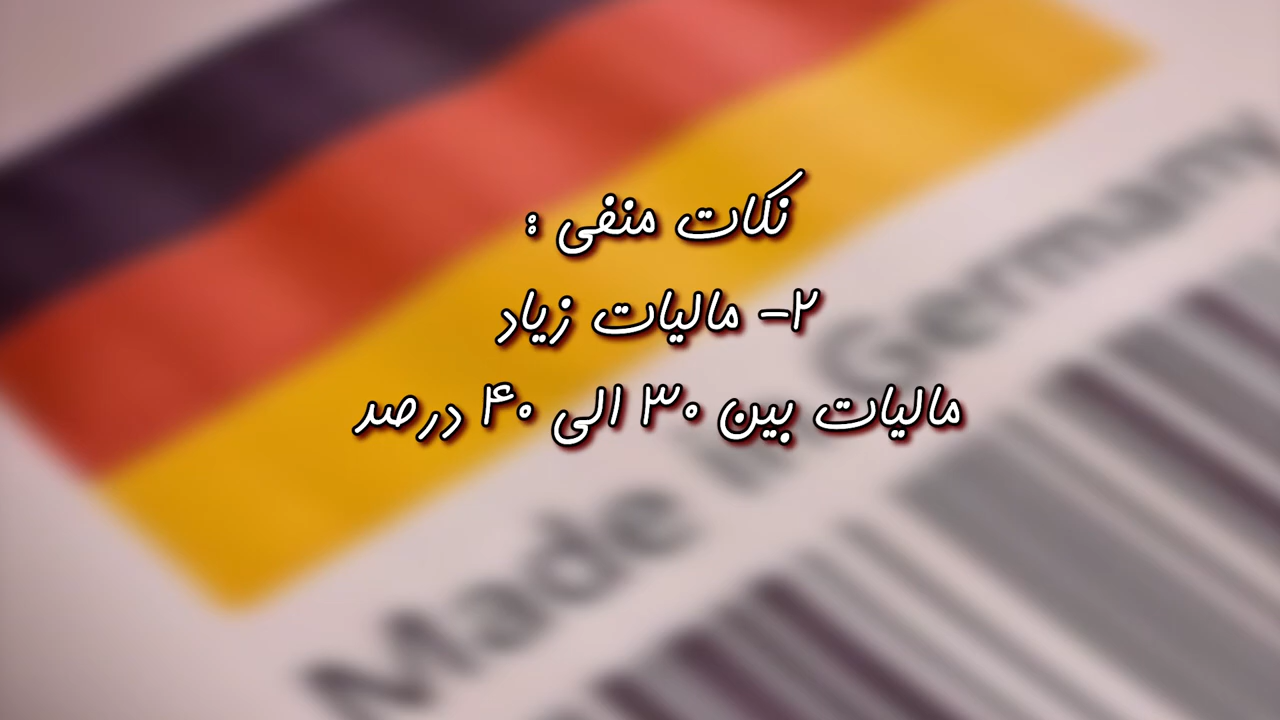 نکات منفی :
۲- مالیات زیاد
مالیات بین ۳۰ الی ۴۰ درصد
Made in Germany